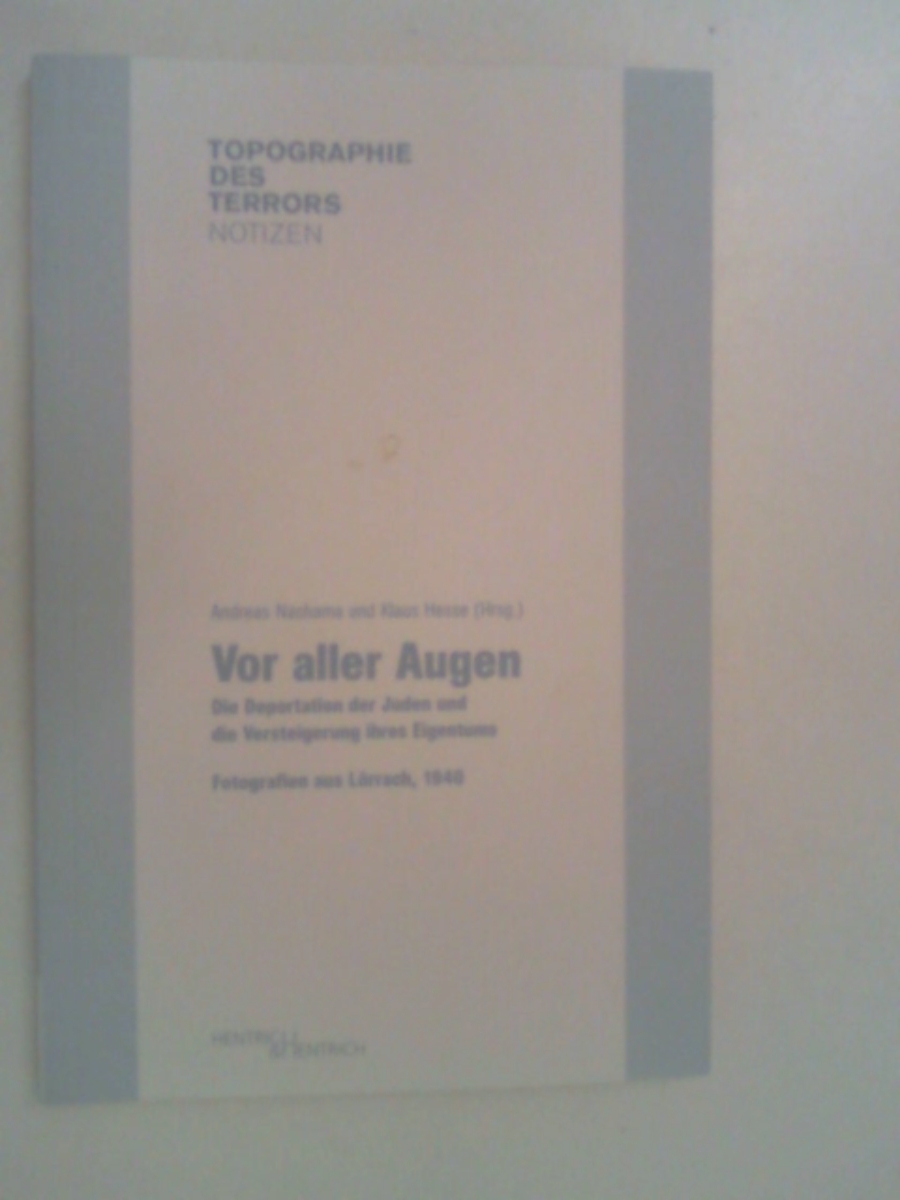 TOPOGRAPHIE
DES
TERRORS
NOTIZEN
Andreas Nachama und Klaus Hesse (Hrsg.)
Vor aller Augen
Die Deportation der Juden und
die Versteigerung ihres Eigentums
Fotografien aus Lörrach, 1940
HENTRICH
& HENTRICH